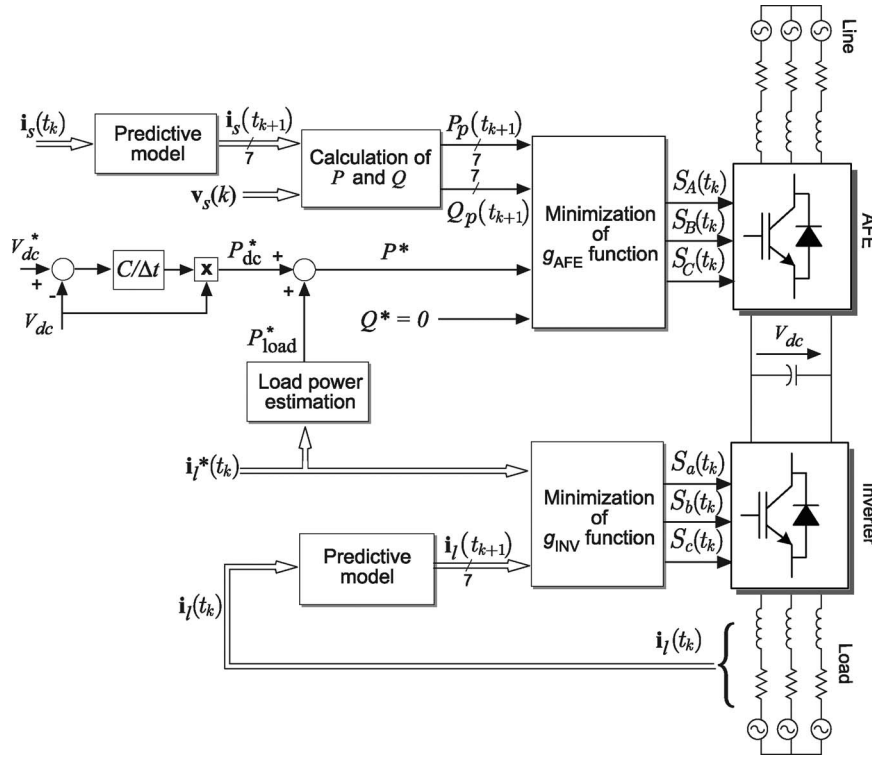 Line
i_s(t_k)
Predictive
model
i_s(t_{k+1})
7
Calculation of
P and Q
P_p(t_{k+1})
7
7
Q_p(t_{k+1})
v_s(k)
Minimization
of
g_AFE function
S_A(t_k)
S_B(t_k)
S_C(t_k)
AFE
V_dc^*
+
-
V_dc
C/Δt
x
P_dc^*
+
+
P*
Q* = 0
P_load^*
Load power
estimation
V_dc
i_l*(t_k)
Minimization
of
g_INV function
S_a(t_k)
S_b(t_k)
S_c(t_k)
Inverter
Predictive
model
i_l(t_{k+1})
7
i_l(t_k)
i_l(t_k)
Load